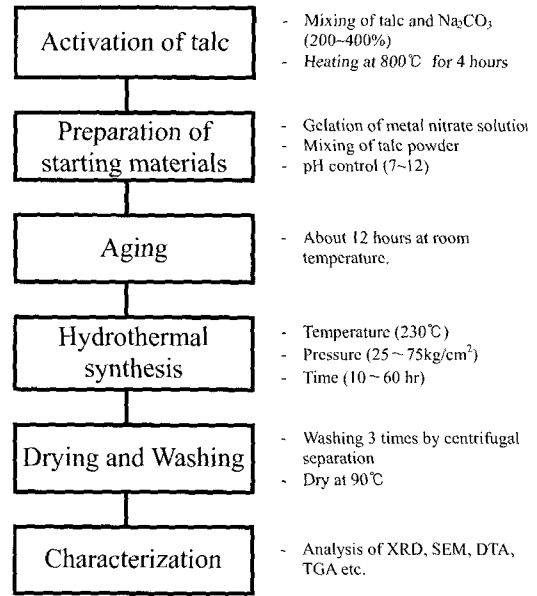 Activation of talc
- Mixing of talc and Na₂CO₃
(200~400%)
- Heating at 800℃ for 4 hours
Preparation of
starting materials
- Gelation of metal nitrate solution
- Mixing of talc powder
- pH control (7~12)
Aging
- About 12 hours at room
temperature.
Hydrothermal
synthesis
- Temperature (230℃)
- Pressure (25~75kg/cm²)
- Time (10~60 hr)
Drying and Washing
- Washing 3 times by centrifugal
separation
- Dry at 90℃
Characterization
- Analysis of XRD, SEM, DTA,
TGA etc.